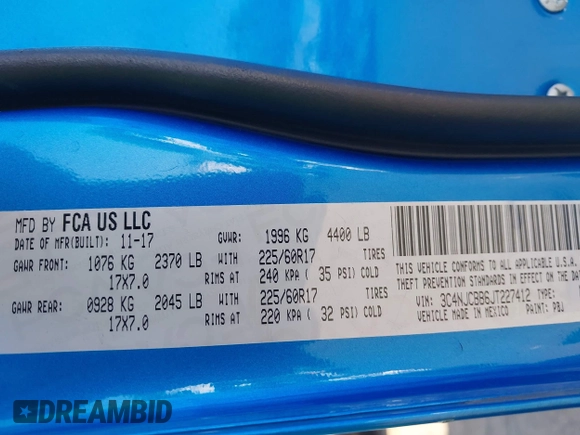 MFD BY FCA US LLC
DATE OF MFR(BUILT): 11-17 GVWR: 1996 KG 4400 LB
GAWR FRONT: 1076 KG 2370 LB WITH 225/60R17 TIRES
17X7.0 RIMS AT 240 KPA ( 35 PSI) COLD
GAWR REAR: 0928 KG 2045 LB WITH 225/60R17 TIRES
17X7.0 RIMS AT 220 KPA ( 32 PSI) COLD
THIS VEHICLE CONFORMS TO ALL APPLICABLE U.S.A.
THEFT PREVENTION STANDARDS IN EFFECT ON THE
VIN: 3C4NJCBB6JT227412 TYPE:
VEHICLE MADE IN MEXICO PAINT: PBJ
DREAMBID